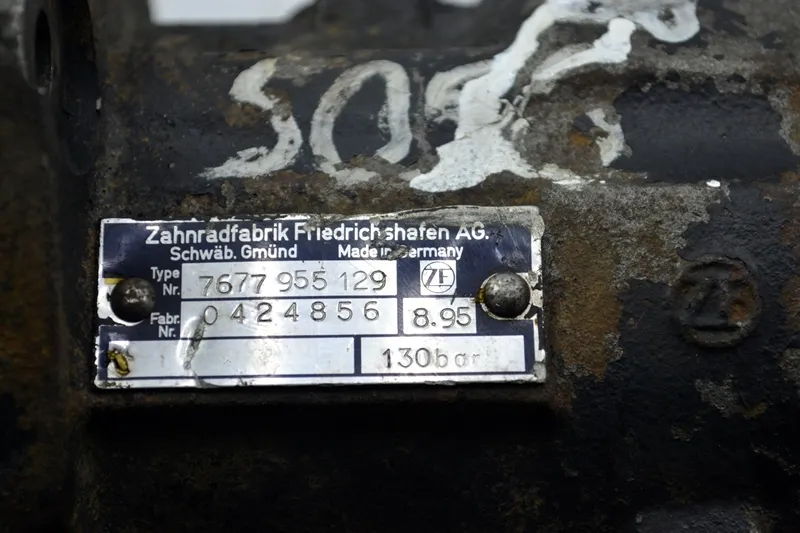 Zahnradfabrik Friedrichshafen AG.
Schwäb. Gmünd Made in Germany
Type Nr. 7677 955 129 ZF
Fabr. Nr. 0424856 8.95
130bar
ZF